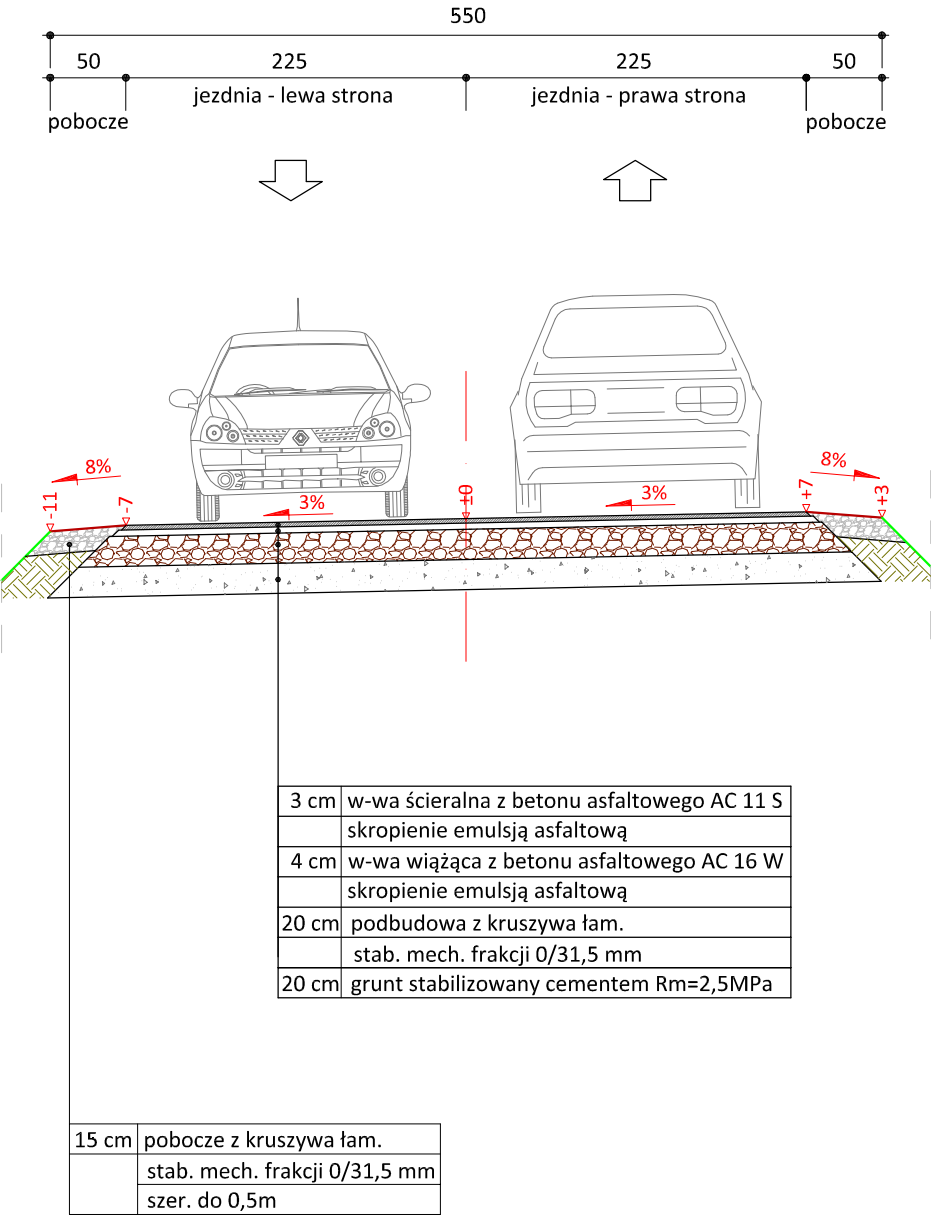 550
50 225 225 50
jezdnia - lewa strona jezdnia - prawa strona
pobocze pobocze
8% 8%
-11 -7 3% ±0 3% +7 +3
3 cm w-wa ścieralna z betonu asfaltowego AC 11 S
skropienie emulsją asfaltową
4 cm w-wa wiążąca z betonu asfaltowego AC 16 W
skropienie emulsją asfaltową
20 cm podbudowa z kruszywa łam.
stab. mech. frakcji 0/31,5 mm
20 cm grunt stabilizowany cementem Rm=2,5MPa
15 cm pobocze z kruszywa łam.
stab. mech. frakcji 0/31,5 mm
szer. do 0,5m